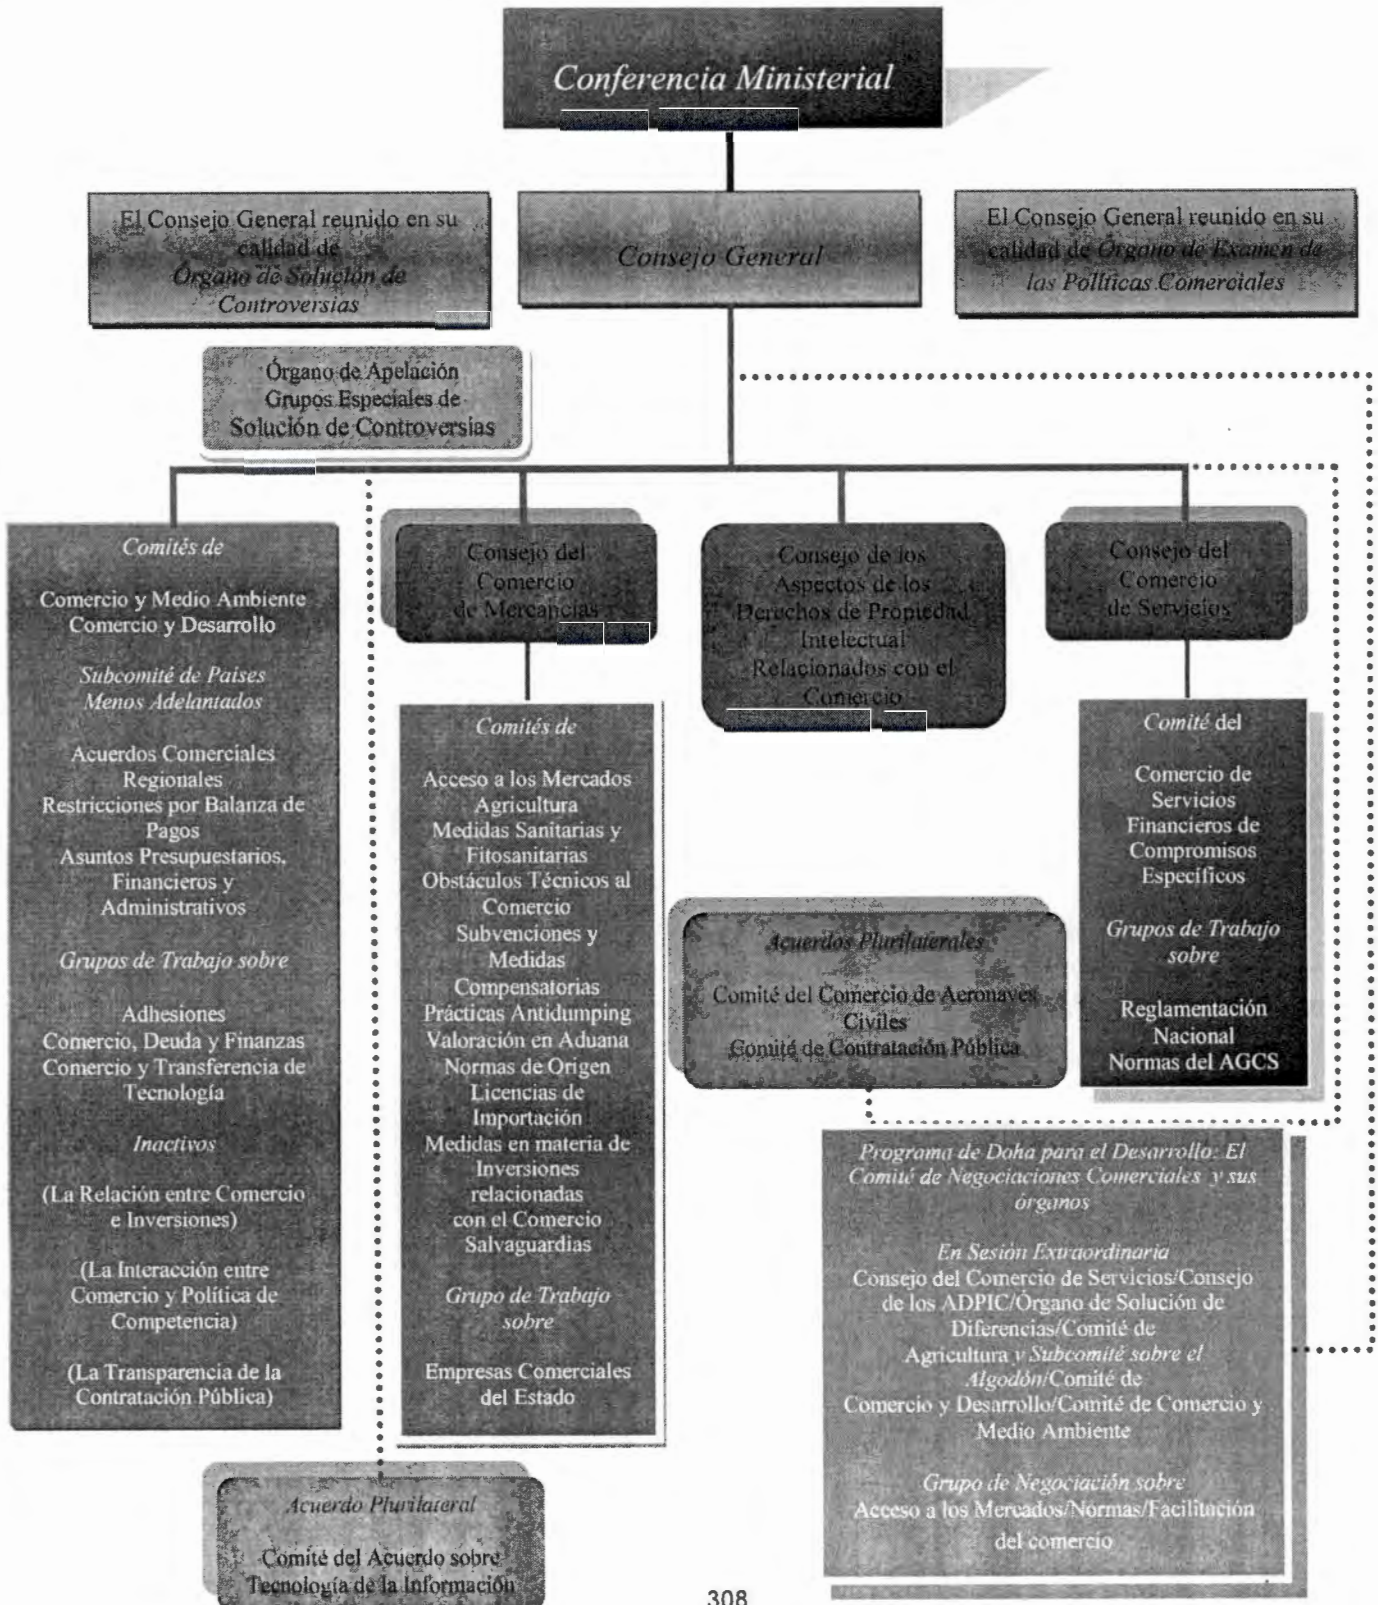 Conferencia Ministerial
El Consejo General reunido en su
calidad de
Órgano de Solución de
Controversias
Consejo General
El Consejo General reunido en su
calidad de Órgano de Examen de
las Políticas Comerciales
Órgano de Apelación
Grupos Especiales de
Solución de Controversias
Comités de
Comercio y Medio Ambiente
Comercio y Desarrollo
Subcomité de Paises
Menos Adelantados
Acuerdos Comerciales
Regionales
Restricciones por Balanza de
Pagos
Asuntos Presupuestarios,
Financieros y
Administrativos
Grupos de Trabajo sobre
Adhesiones
Comercio, Deuda y Finanzas
Comercio y Transferencia de
Tecnología
Inactivos
(La Relación entre Comercio
e Inversiones)
(La Interacción entre
Comercio y Política de
Competencia)
(La Transparencia de la
Contratación Pública)
Consejo del
Comercio
de Mercancías
Comités de
Acceso a los Mercados
Agricultura
Medidas Sanitarias y
Fitosanitarias
Obstáculos Técnicos al
Comercio
Subvenciones y
Medidas
Compensatorias
Prácticas Antidumping
Valoración en Aduana
Normas de Origen
Licencias de
Importación
Medidas en materia de
Inversiones
relacionadas
con el Comercio
Salvaguardias
Grupo de Trabajo
sobre
Empresas Comerciales
del Estado
Consejo de los
Aspectos de los
Derechos de Propiedad
Intelectual
Relacionados con el
Comercio
Consejo del
Comercio
de Servicios
Comité del
Comercio de
Servicios
Financieros de
Compromisos
Específicos
Grupos de Trabajo
sobre
Reglamentación
Nacional
Normas del AGCS
Acuerdos Plurilaterales
Comité del Comercio de Aeronaves
Civiles
Comité de Contratación Pública
Programa de Doha para el Desarrollo: El
Comité de Negociaciones Comerciales y sus
órganos
En Sesión Extraordinaria
Consejo del Comercio de Servicios/Consejo
de los ADPIC/Órgano de Solución de
Diferencias/Comité de
Agricultura y Subcomité sobre el
Algodón/Comité de
Comercio y Desarrollo/Comité de Comercio y
Medio Ambiente
Grupo de Negociación sobre
Acceso a los Mercados/Normas/Facilitación
del comercio
Acuerdo Plurilateral
Comité del Acuerdo sobre
Tecnología de la Información
308